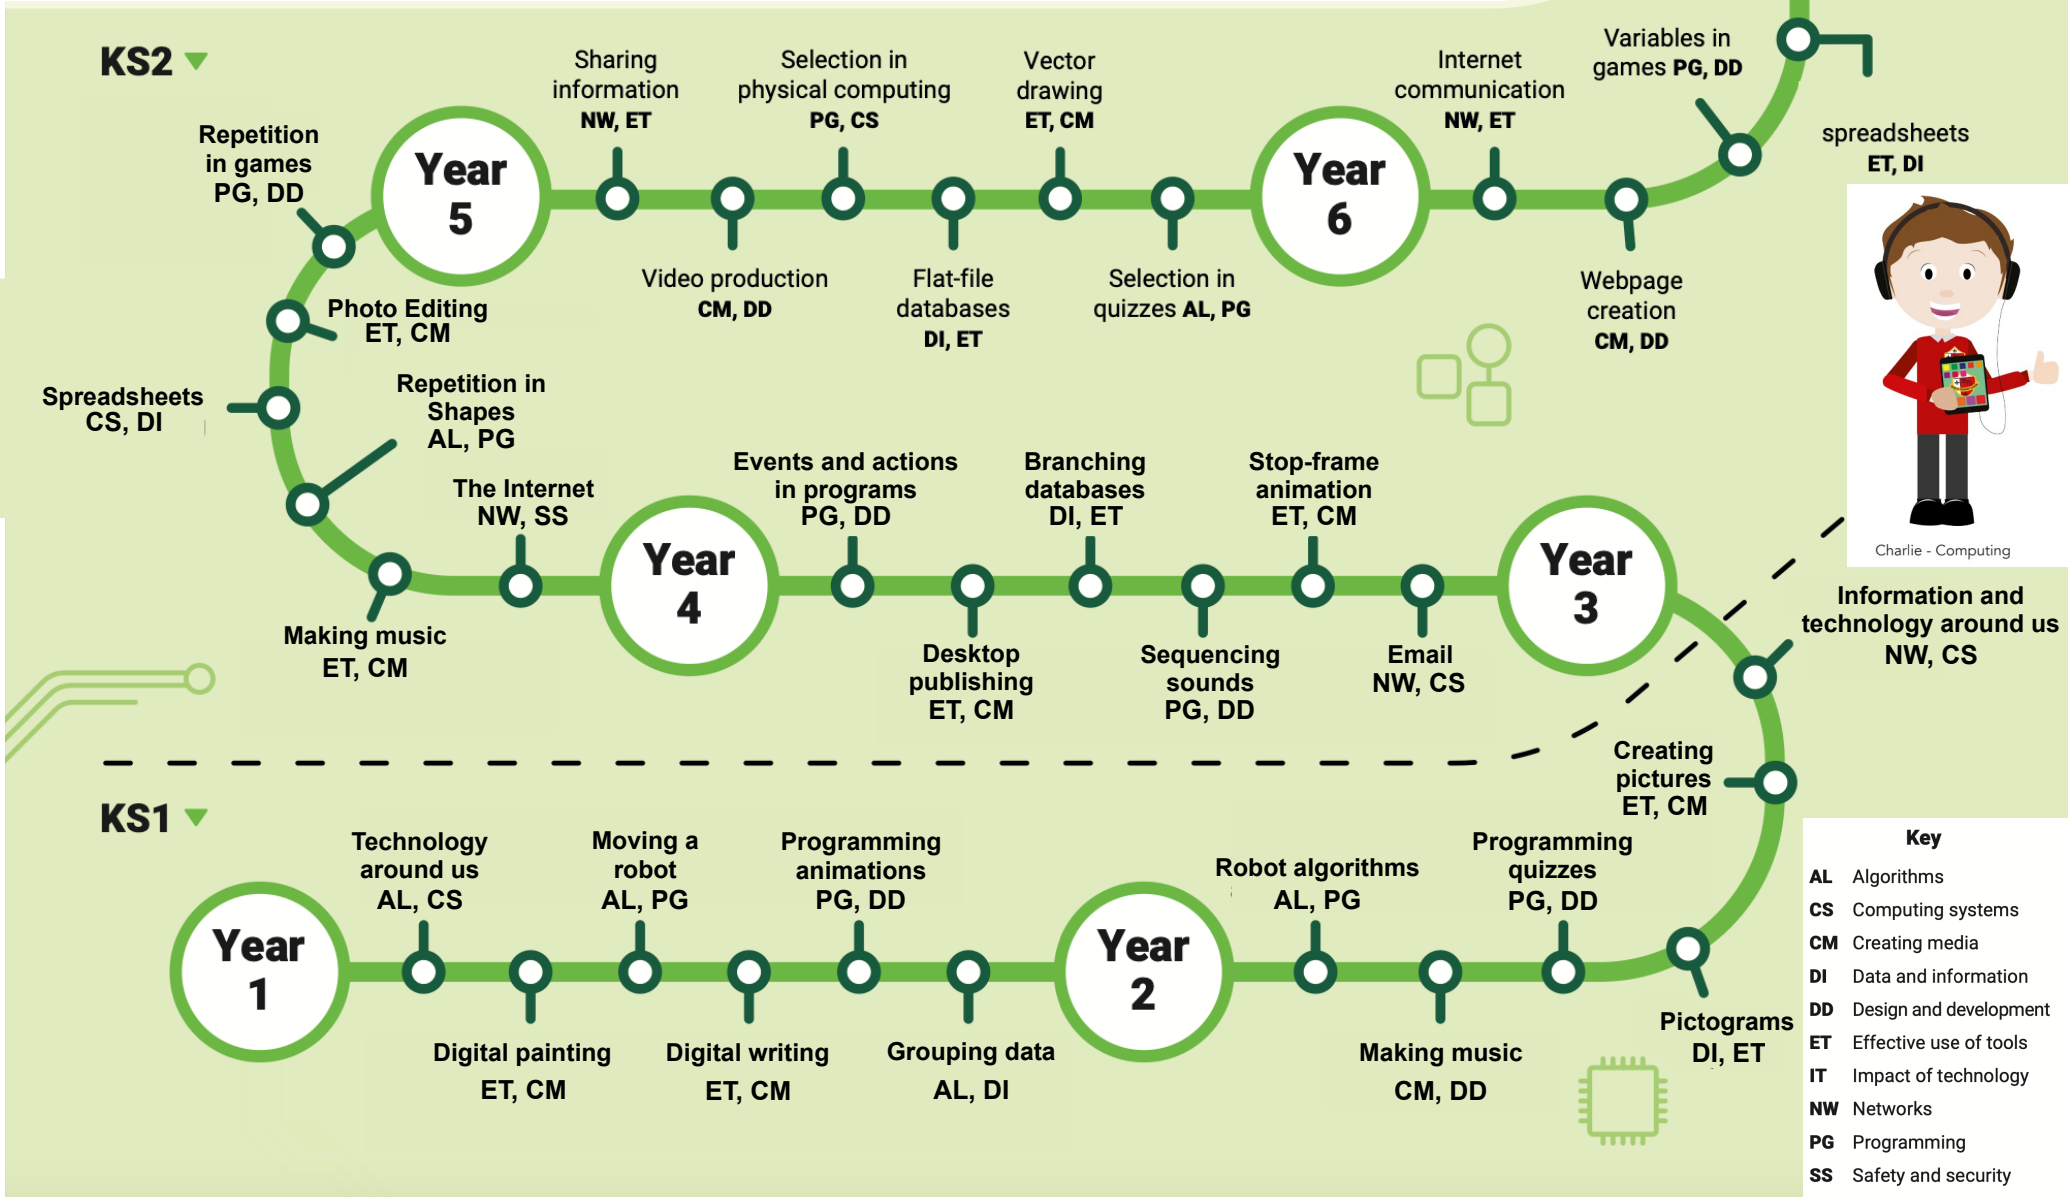 KS2
Sharing
information
NW, ET
Selection in
physical computing
PG, CS
Vector
drawing
ET, CM
Internet
communication
NW, ET
Variables in
games PG, DD
spreadsheets
ET, DI
Repetition
in games
PG, DD
Year
5
Year
6
Video production
CM, DD
Flat-file
databases
DI, ET
Selection in
quizzes AL, PG
Webpage
creation
CM, DD
Photo Editing
ET, CM
Spreadsheets
CS, DI
Repetition in
Shapes
AL, PG
The Internet
NW, SS
Making music
ET, CM
Year
4
Events and actions
in programs
PG, DD
Branching
databases
DI, ET
Stop-frame
animation
ET, CM
Year
3
Desktop
publishing
ET, CM
Sequencing
sounds
PG, DD
Email
NW, CS
Charlie - Computing
Information and
technology around us
NW, CS
Creating
pictures
ET, CM
KS1
Technology
around us
AL, CS
Moving a
robot
AL, PG
Programming
animations
PG, DD
Robot algorithms
AL, PG
Programming
quizzes
PG, DD
Year
1
Year
2
Digital painting
ET, CM
Digital writing
ET, CM
Grouping data
AL, DI
Making music
CM, DD
Pictograms
DI, ET
Key
AL Algorithms
CS Computing systems
CM Creating media
DI Data and information
DD Design and development
ET Effective use of tools
IT Impact of technology
NW Networks
PG Programming
SS Safety and security